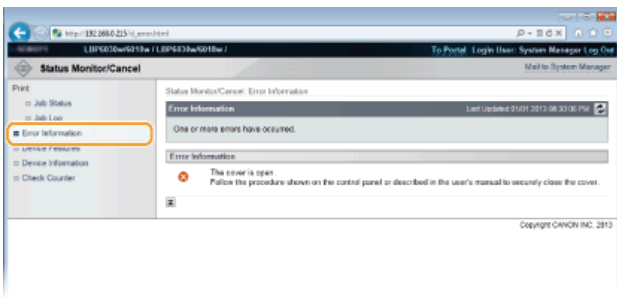 http://192.168.0.215/d_error.html
LBP6030w/6018w / LBP6030w/6018w /
To Portal Login User: System Manager Log Out
Status Monitor/Cancel
Mail to System Manager
Print
Job Status
Job Log
Error Information
Device Features
Device Information
Check Counter
Status Monitor/Cancel: Error Information
Error Information
Last Updated 01/01 2013 08:30:06 PM
One or more errors have occurred.
Error Information
The cover is open.
Follow the procedure shown on the control panel or described in the user's manual to securely close the cover.
Copyright CANON INC. 2013